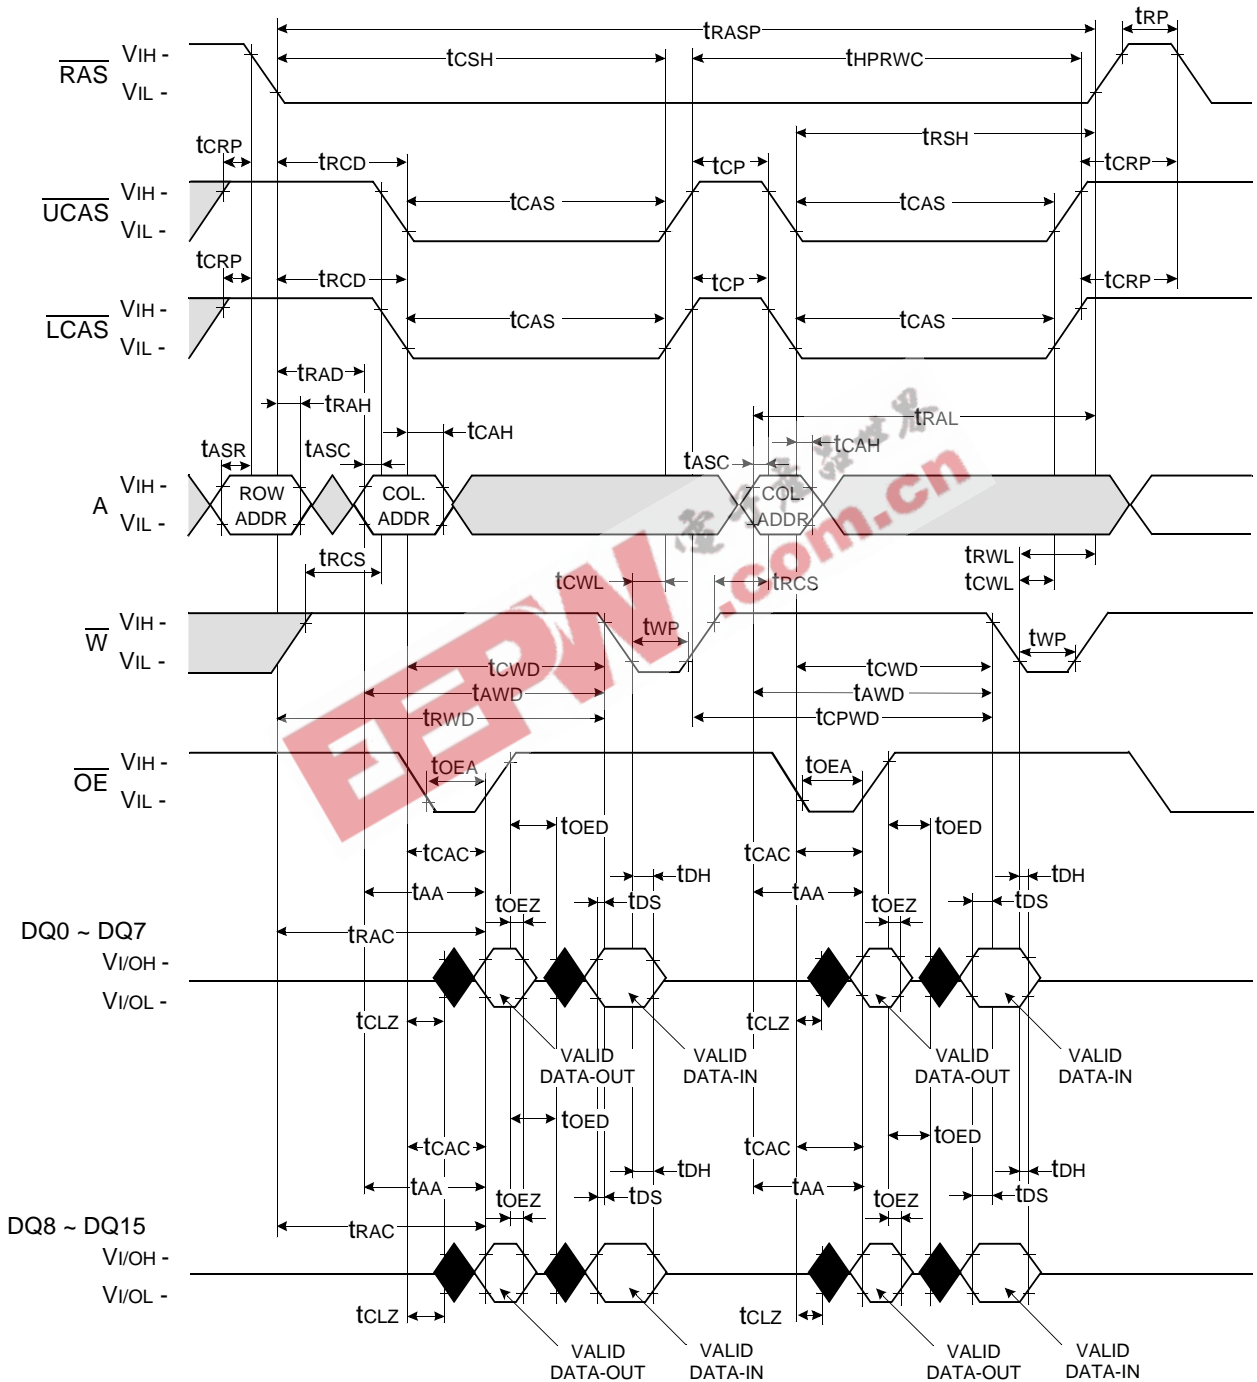 tRASP tRP
RAS VIH - tCSH tHPRWC
VIL -
tRSH
tCRP tRCD tCP tCRP
UCAS VIH - tCAS tCAS
VIL -
tCRP tRCD tCP tCRP
LCAS VIH - tCAS tCAS
VIL -
tRAD
tRAH tRAL
tASR tASC tCAH tASC tCAH
A VIH - ROW ADDR COL. ADDR COL. ADDR
VIL -
電子產品世界
EEPW.com.cn
tRCS tCWL tRCS tRWL
tCWL
W VIH - tWP tWP
VIL - tCWD tCWD
tAWD tAWD
tRWD tCPWD
OE VIH - tOEA tOEA
VIL -
tOED tOED
tCAC tCAC
tDH tDH
tAA tAA
tOEZ tDS tOEZ tDS
DQ0 ~ DQ7 tRAC
VI/OH -
VI/OL -
tCLZ tCLZ
VALID DATA-OUT VALID DATA-IN VALID DATA-OUT VALID DATA-IN
tOED tOED
tCAC tCAC
tDH tDH
tAA tAA
tOEZ tDS tOEZ tDS
DQ8 ~ DQ15 tRAC
VI/OH -
VI/OL -
tCLZ tCLZ
VALID DATA-OUT VALID DATA-IN VALID DATA-OUT VALID DATA-IN